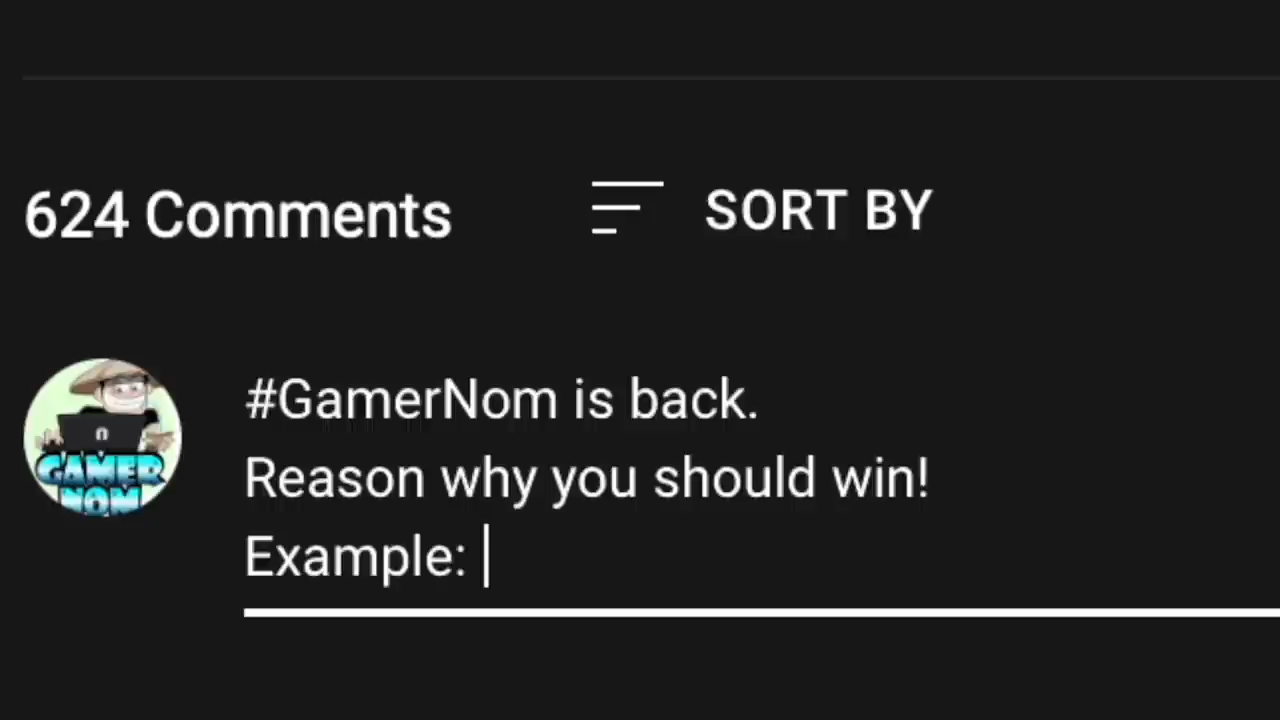 624 Comments
SORT BY
#GamerNom is back.
Reason why you should win!
Example:
GAMER
NOM